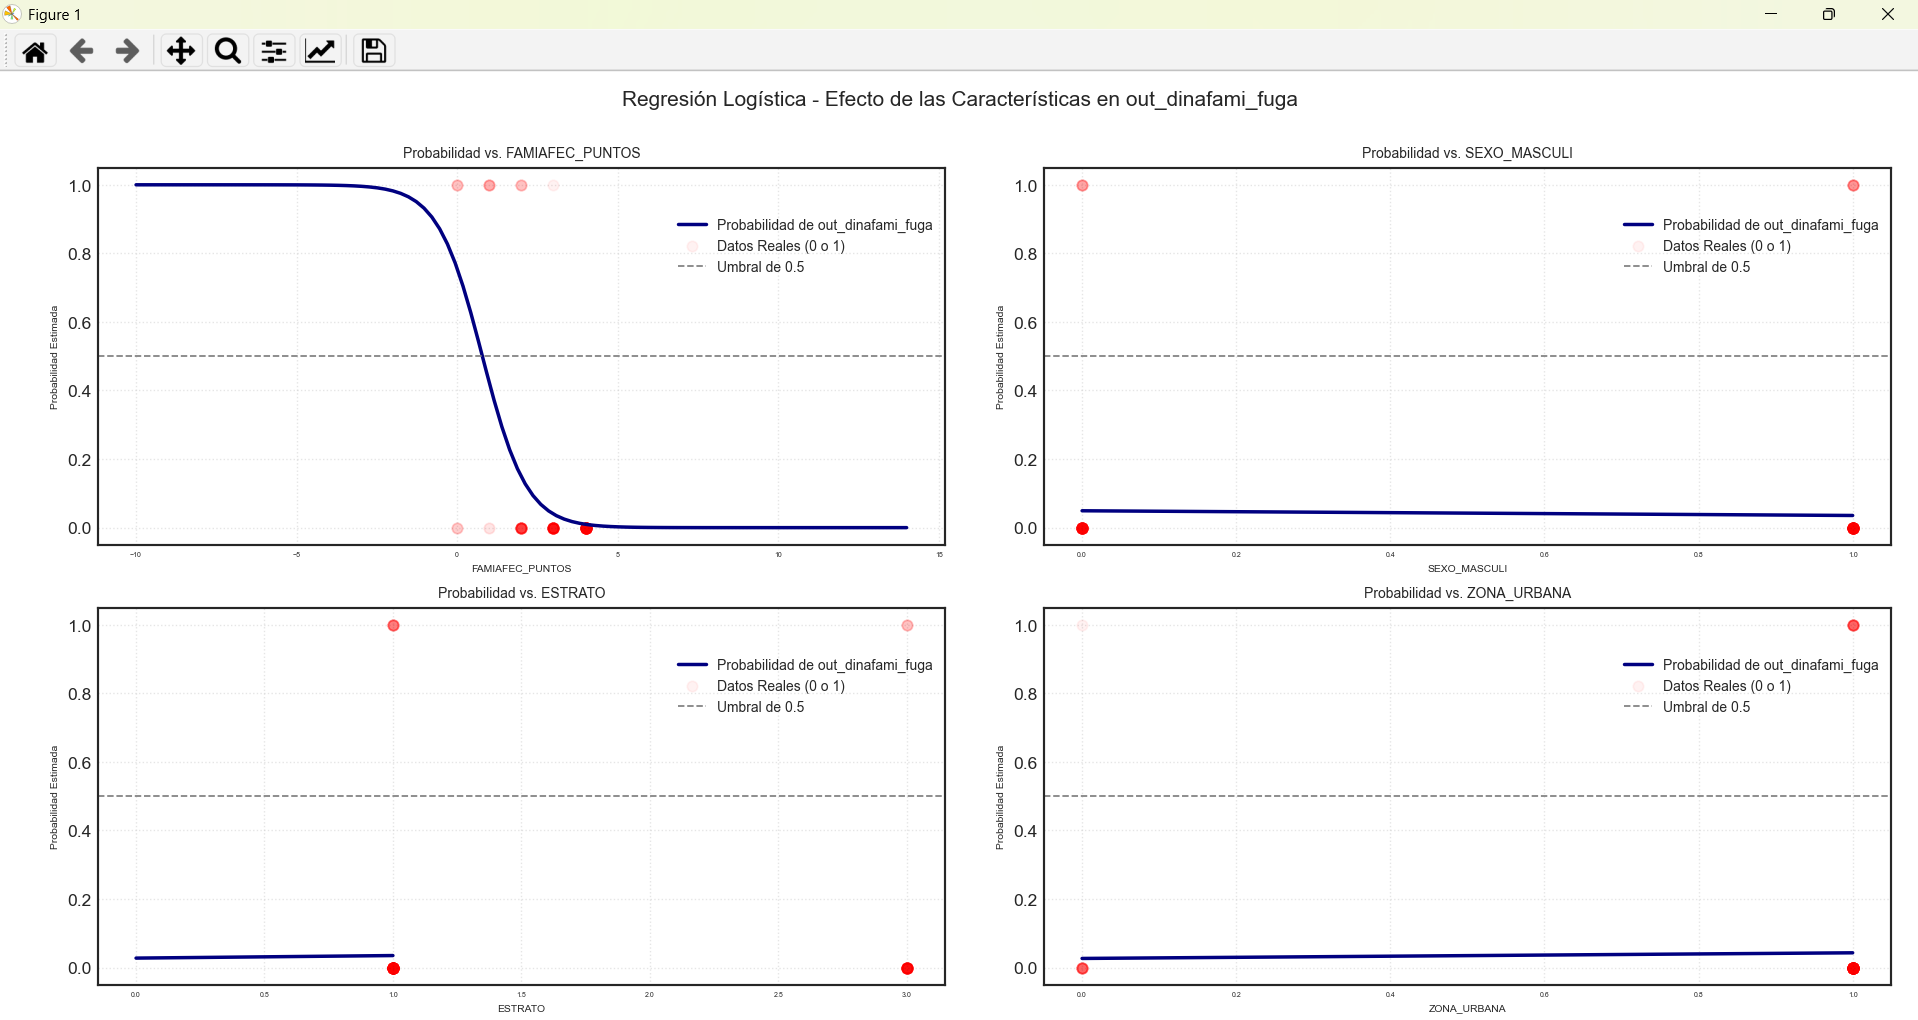 Figure 1
Regresión Logística - Efecto de las Características en out_dinafami_fuga
Probabilidad vs. FAMIAFEC_PUNTOS
1.0
0.8
0.6
0.4
0.2
0.0
Probabilidad Estimada
Probabilidad de out_dinafami_fuga
Datos Reales (0 o 1)
Umbral de 0.5
−10
−5
0
5
10
15
FAMIAFEC_PUNTOS
Probabilidad vs. SEXO_MASCULI
1.0
0.8
0.6
0.4
0.2
0.0
Probabilidad Estimada
Probabilidad de out_dinafami_fuga
Datos Reales (0 o 1)
Umbral de 0.5
0.0
0.2
0.4
0.6
0.8
1.0
SEXO_MASCULI
Probabilidad vs. ESTRATO
1.0
0.8
0.6
0.4
0.2
0.0
Probabilidad Estimada
Probabilidad de out_dinafami_fuga
Datos Reales (0 o 1)
Umbral de 0.5
0.0
0.5
1.0
1.5
2.0
2.5
3.0
ESTRATO
Probabilidad vs. ZONA_URBANA
1.0
0.8
0.6
0.4
0.2
0.0
Probabilidad Estimada
Probabilidad de out_dinafami_fuga
Datos Reales (0 o 1)
Umbral de 0.5
0.0
0.2
0.4
0.6
0.8
1.0
ZONA_URBANA